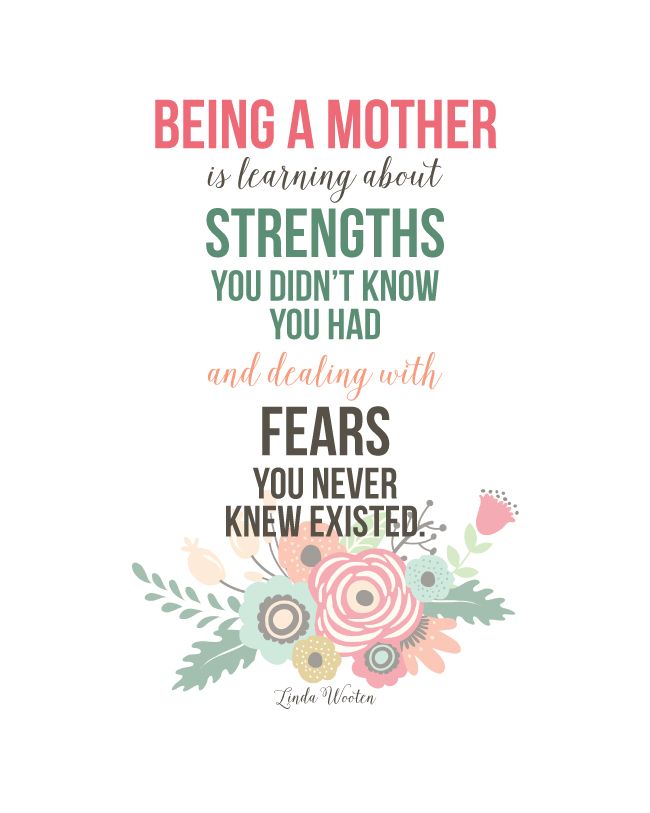 BEING A MOTHER
is learning about
STRENGTHS
YOU DIDN'T KNOW
YOU HAD
and dealing with
FEARS
YOU NEVER
KNEW EXISTED.
Linda Wooten